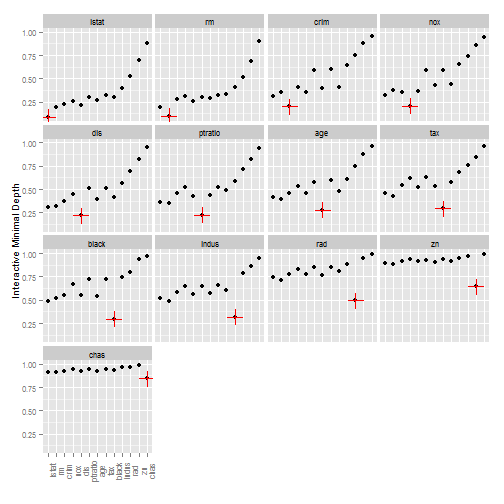 lstat rm crim nox
1.00
0.75
0.50
0.25
dis ptratio age tax
1.00
0.75
0.50
0.25
Interactive Minimal Depth
black indus rad zn
1.00
0.75
0.50
0.25
chas
1.00
0.75
0.50
0.25
lstat
rm
crim
nox
dis
ptratio
age
tax
black
indus
rad
zn
chas